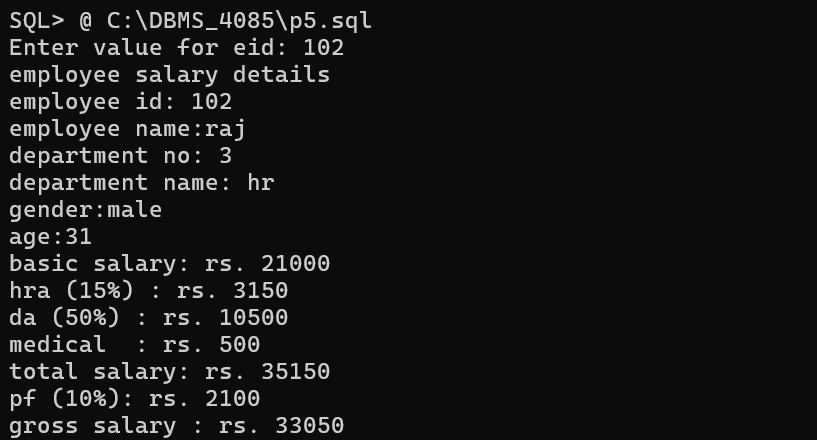 SQL> @ C:\DBMS_4085\p5.sql
Enter value for eid: 102
employee salary details
employee id: 102
employee name:raj
department no: 3
department name: hr
gender:male
age:31
basic salary: rs. 21000
hra (15%) : rs. 3150
da (50%) : rs. 10500
medical  : rs. 500
total salary: rs. 35150
pf (10%): rs. 2100
gross salary : rs. 33050